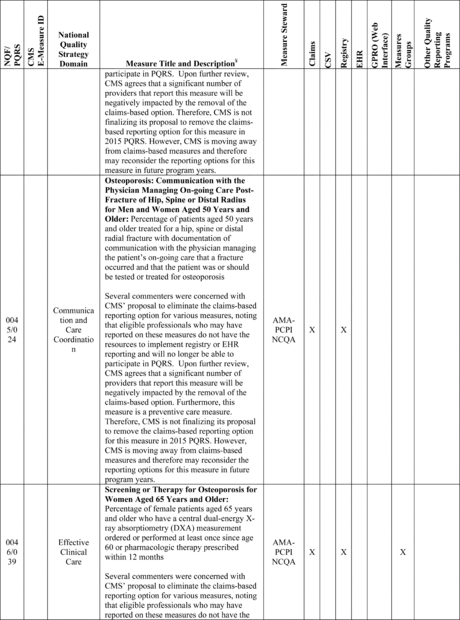 NQF/
PQRS
CMS
E-Measure ID
National
Quality
Strategy
Domain
Measure Title and Description§
Measure Steward
Claims
CSV
Registry
EHR
GPRO (Web
Interface)
Measures
Groups
Other Quality
Reporting
Programs
participate in PQRS. Upon further review,
CMS agrees that a significant number of
providers that report this measure will be
negatively impacted by the removal of the
claims-based option. Therefore, CMS is not
finalizing its proposal to remove the claims-
based reporting option for this measure in
2015 PQRS. However, CMS is moving away
from claims-based measures and therefore
may reconsider the reporting options for this
measure in future program years.
004
5/0
24
Communica
tion and
Care
Coordinatio
n
Osteoporosis: Communication with the
Physician Managing On-going Care Post-
Fracture of Hip, Spine or Distal Radius
for Men and Women Aged 50 Years and
Older: Percentage of patients aged 50 years
and older treated for a hip, spine or distal
radial fracture with documentation of
communication with the physician managing
the patient's on-going care that a fracture
occurred and that the patient was or should
be tested or treated for osteoporosis
Several commenters were concerned with
CMS' proposal to eliminate the claims-based
reporting option for various measures, noting
that eligible professionals who may have
reported on these measures do not have the
resources to implement registry or EHR
reporting and will no longer be able to
participate in PQRS. Upon further review,
CMS agrees that a significant number of
providers that report this measure will be
negatively impacted by the removal of the
claims-based option. Furthermore, this
measure is a preventive care measure.
Therefore, CMS is not finalizing its proposal
to remove the claims-based reporting option
for this measure in 2015 PQRS. However,
CMS is moving away from claims-based
measures and therefore may reconsider the
reporting options for this measure in future
program years.
AMA-
PCPI
NCQA
X
X
004
6/0
39
Effective
Clinical
Care
Screening or Therapy for Osteoporosis for
Women Aged 65 Years and Older:
Percentage of female patients aged 65 years
and older who have a central dual-energy X-
ray absorptiometry (DXA) measurement
ordered or performed at least once since age
60 or pharmacologic therapy prescribed
within 12 months
Several commenters were concerned with
CMS' proposal to eliminate the claims-based
reporting option for various measures, noting
that eligible professionals who may have
reported on these measures do not have the
AMA-
PCPI
NCQA
X
X
X